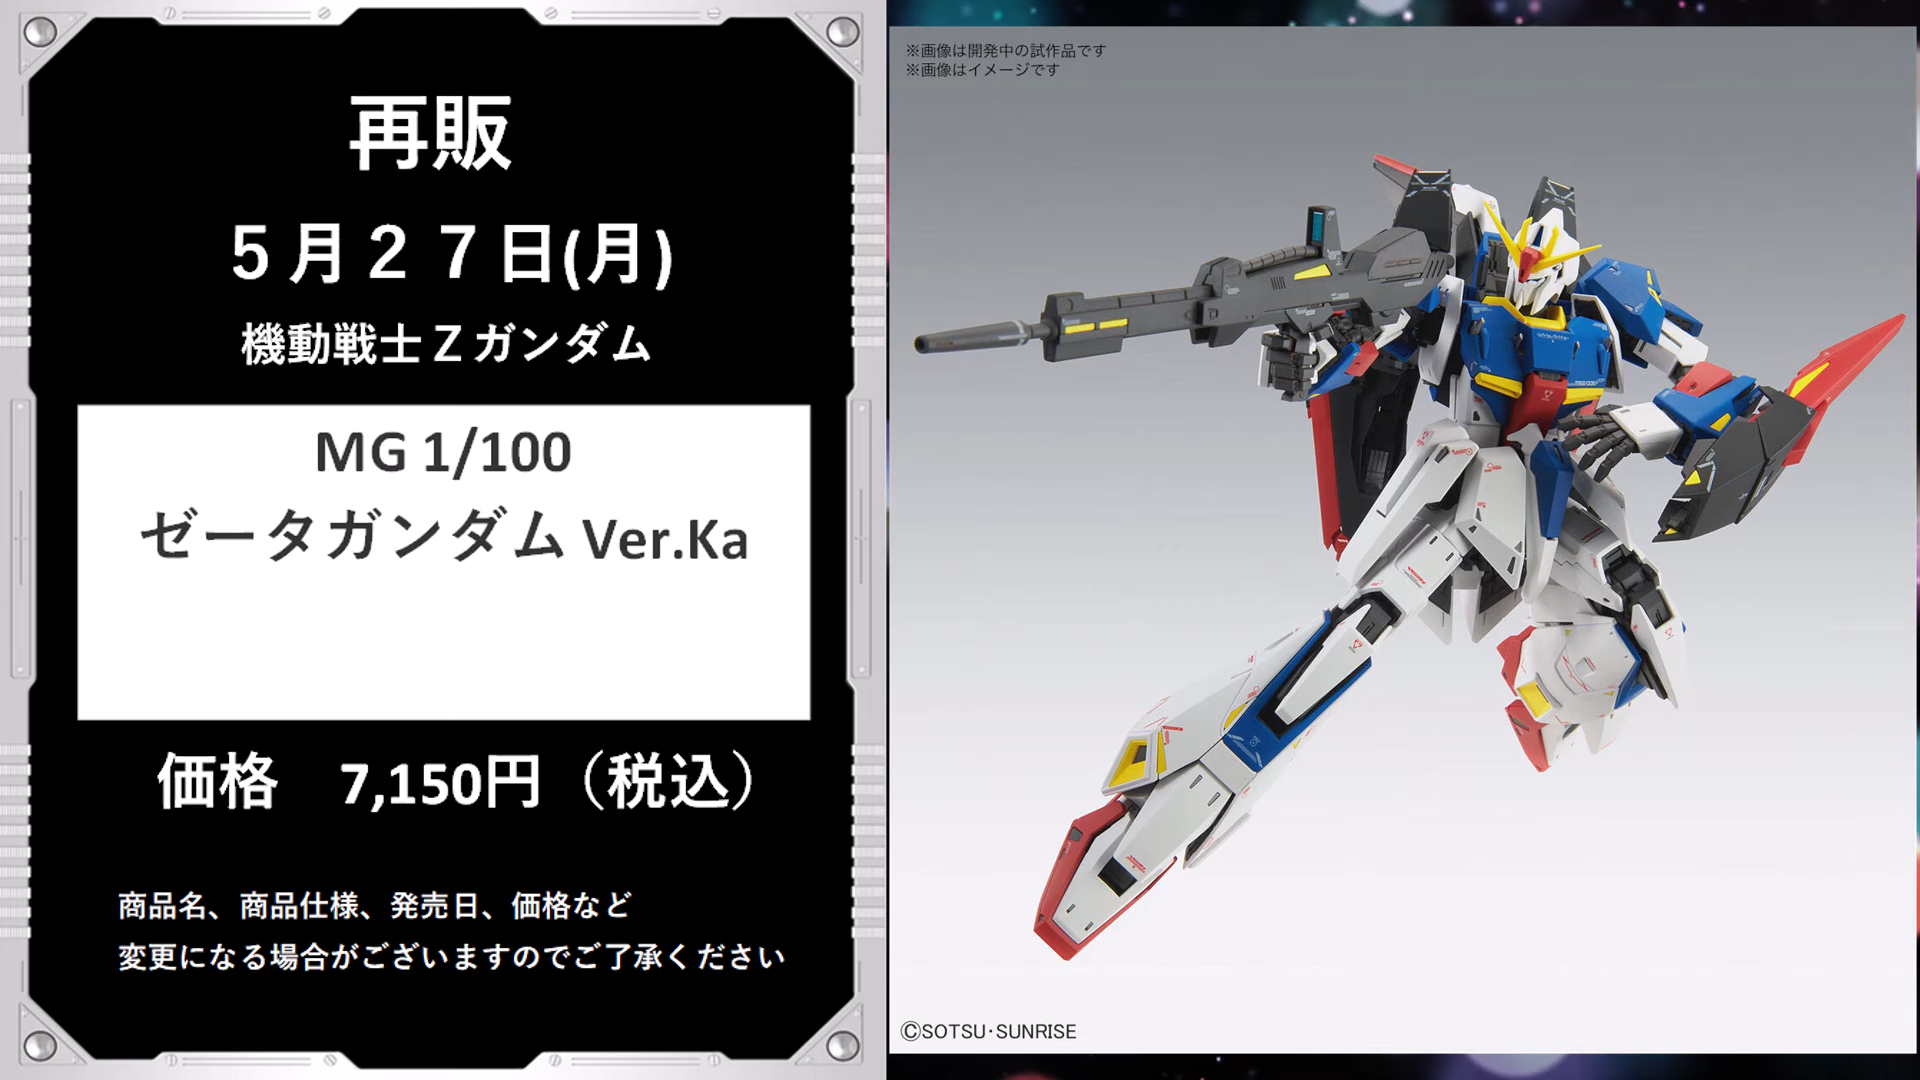 再販
５月２７日(月)
機動戦士Ｚガンダム
MG 1/100
ゼータガンダム Ver.Ka
価格　7,150円（税込）
商品名、商品仕様、発売日、価格など
変更になる場合がございますのでご了承ください
※画像は開発中の試作品です
※画像はイメージです
©SOTSU･SUNRISE